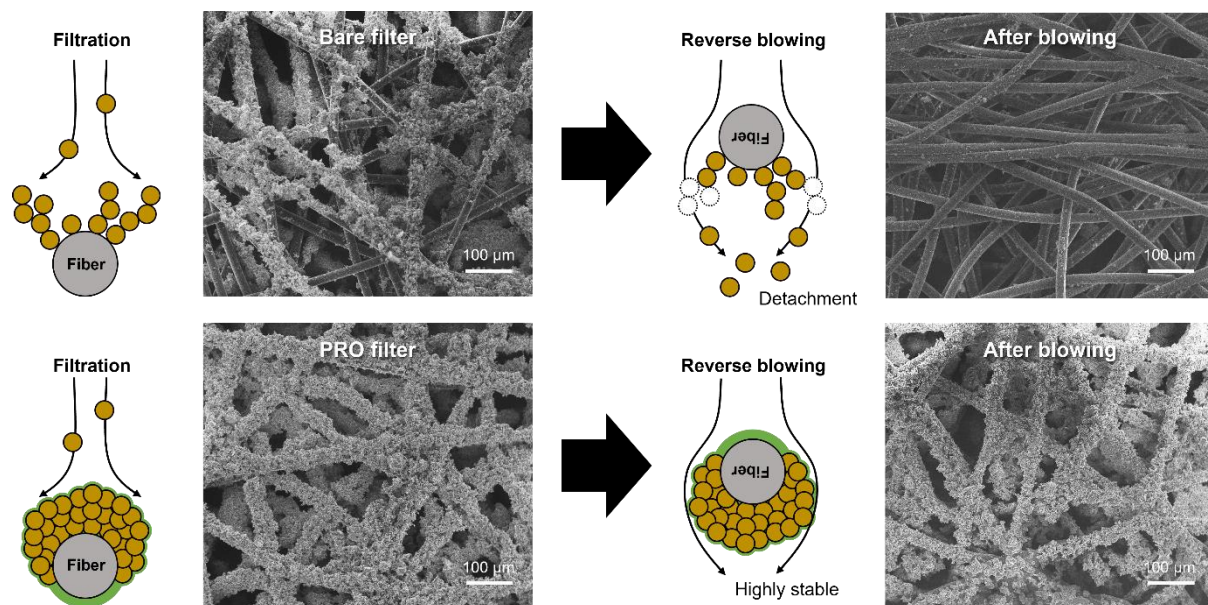 Filtration
Bare filter
Reverse blowing
After blowing
Fiber
100 µm
Fiber
Detachment
100 µm
Filtration
PRO filter
Reverse blowing
After blowing
Fiber
100 µm
Fiber
Highly stable
100 µm